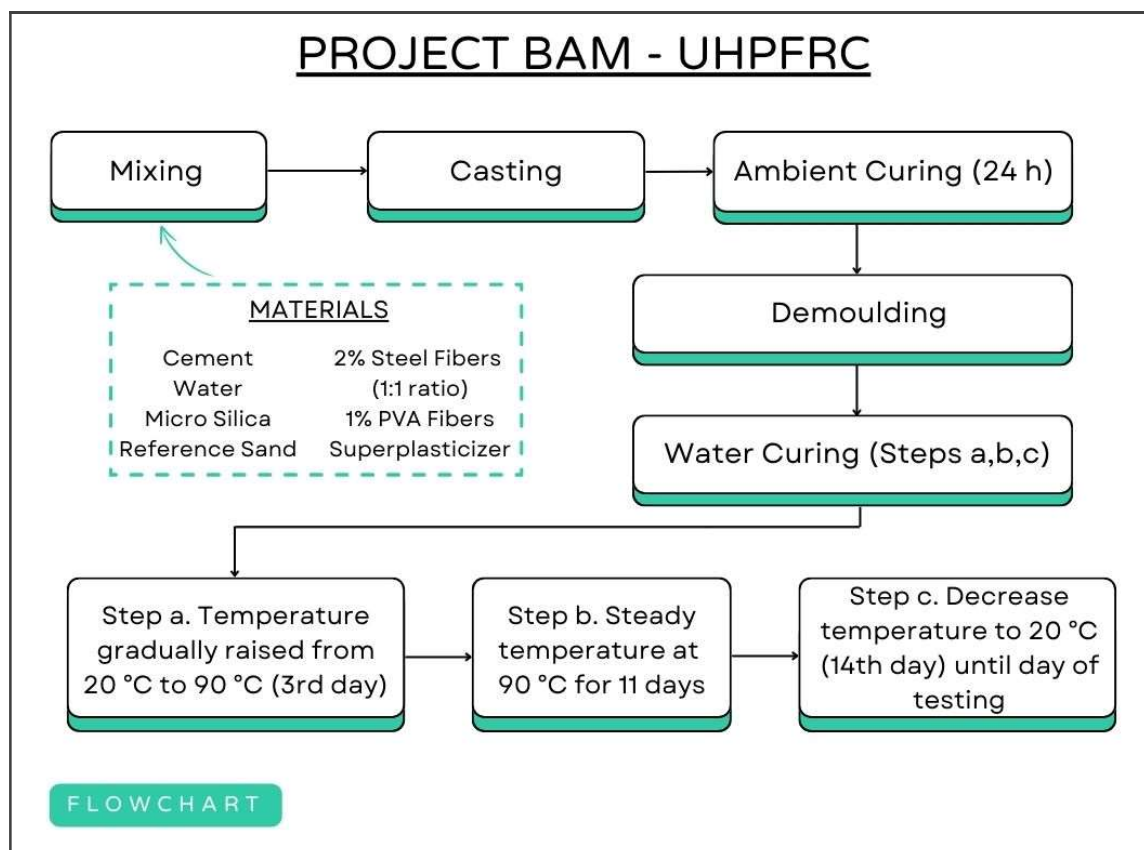 PROJECT BAM - UHPFRC
Mixing
Casting
Ambient Curing (24 h)
Demoulding
MATERIALS
Cement
Water
Micro Silica
Reference Sand
2% Steel Fibers
(1:1 ratio)
1% PVA Fibers
Superplasticizer
Water Curing (Steps a,b,c)
Step a. Temperature
gradually raised from
20 °C to 90 °C (3rd day)
Step b. Steady
temperature at
90 °C for 11 days
Step c. Decrease
temperature to 20 °C
(14th day) until day of
testing
FLOWCHART